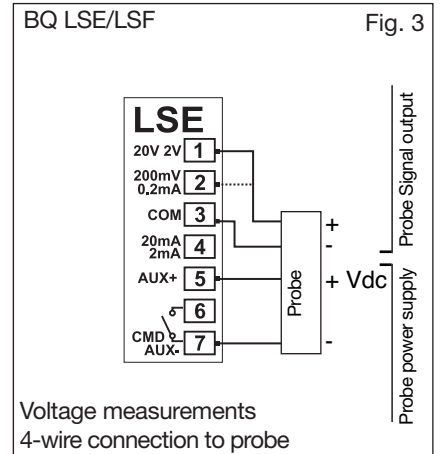 BQ LSE/LSF
Fig. 3
LSE
20V 2V 1
200mV
0.2mA 2
COM 3
20mA
2mA 4
AUX+ 5
6
CMD
AUX- 7
Probe
+
-
+ Vdc
-
Probe Signal output
Probe power supply
Voltage measurements
4-wire connection to probe